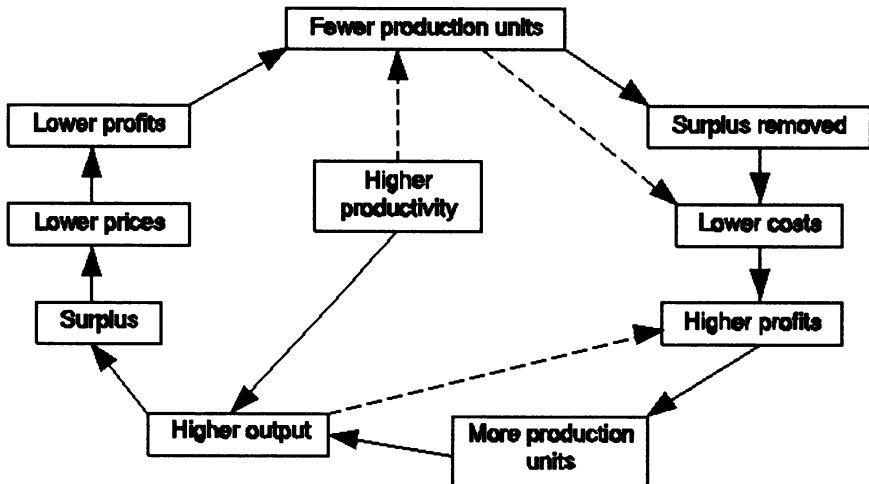 Fewer production units
Lower profits
Surplus removed
Higher
productivity
Lower prices
Lower costs
Surplus
Higher profits
Higher output
More production
units